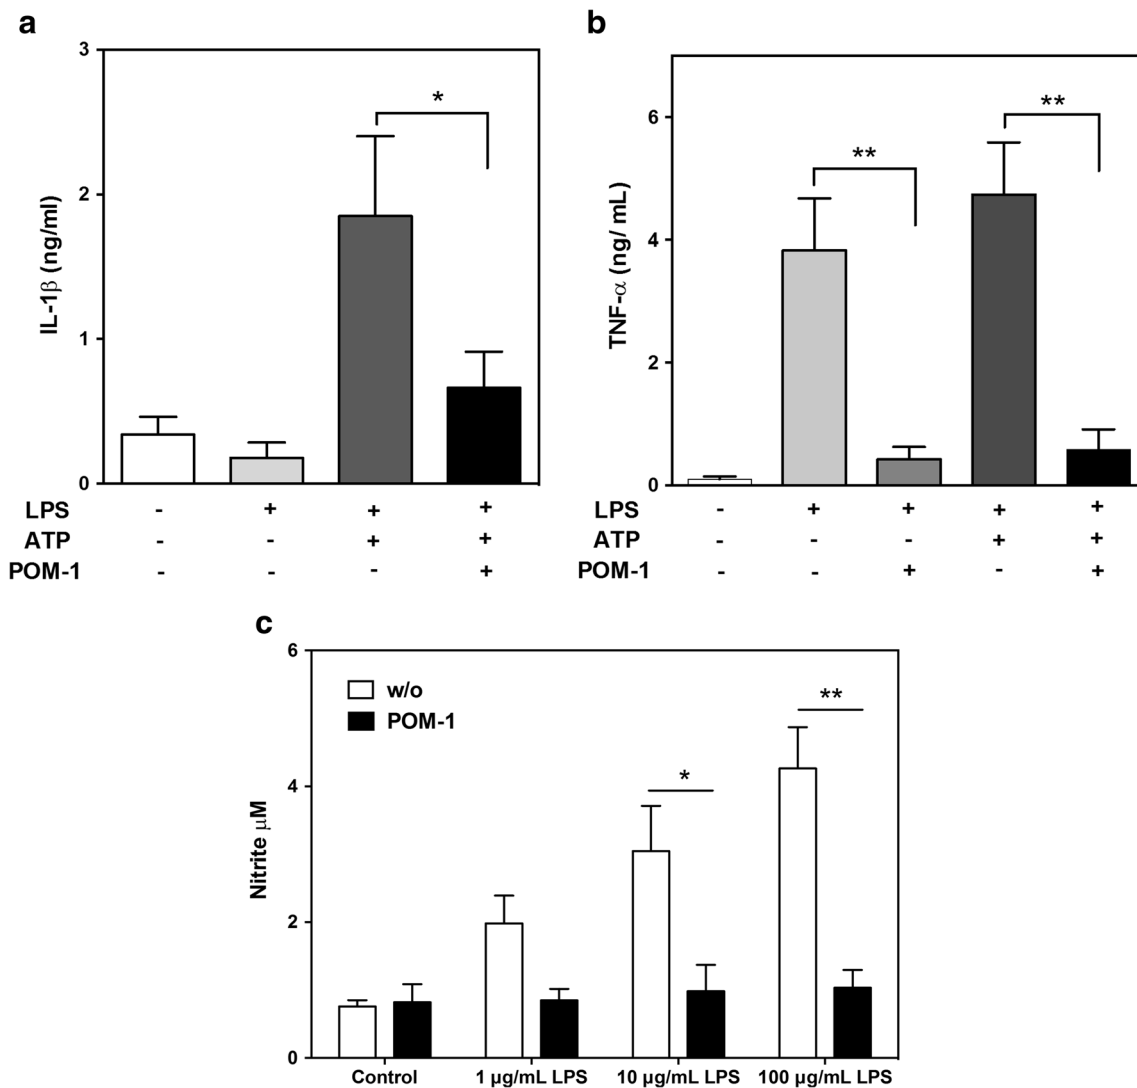 a
3
2
1
0
IL-1β (ng/ml)
*
LPS - + + +
ATP - - + +
POM-1 - - - +
b
6
4
2
0
TNF-α (ng/ mL)
** **
LPS - + + + +
ATP - - - + +
POM-1 - - + - +
c
6
4
2
0
Nitrite μM
w/o
POM-1
* **
Control 1 μg/mL LPS 10 μg/mL LPS 100 μg/mL LPS